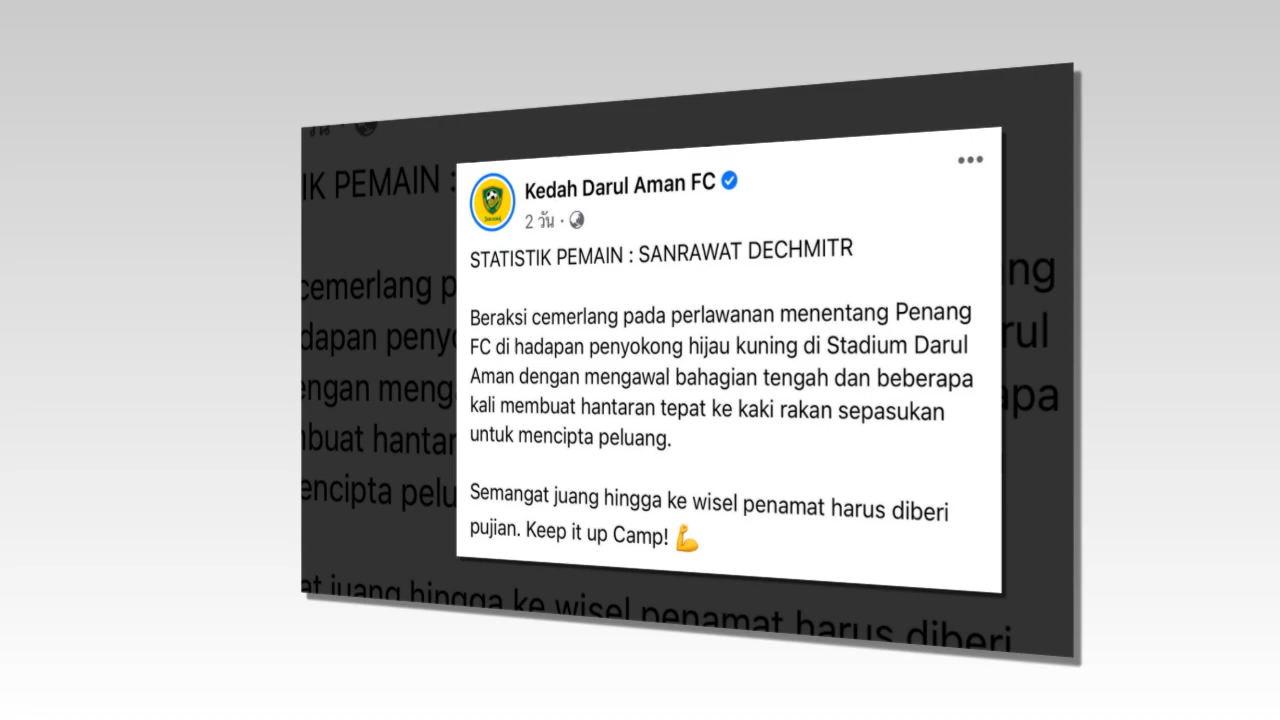 Kedah Darul Aman FC
2 วัน ·
STATISTIK PEMAIN : SANRAWAT DECHMITR
Beraksi cemerlang pada perlawanan menentang Penang
FC di hadapan penyokong hijau kuning di Stadium Darul
Aman dengan mengawal bahagian tengah dan beberapa
kali membuat hantaran tepat ke kaki rakan sepasukan
untuk mencipta peluang.
Semangat juang hingga ke wisel penamat harus diberi
pujian. Keep it up Camp! 💪